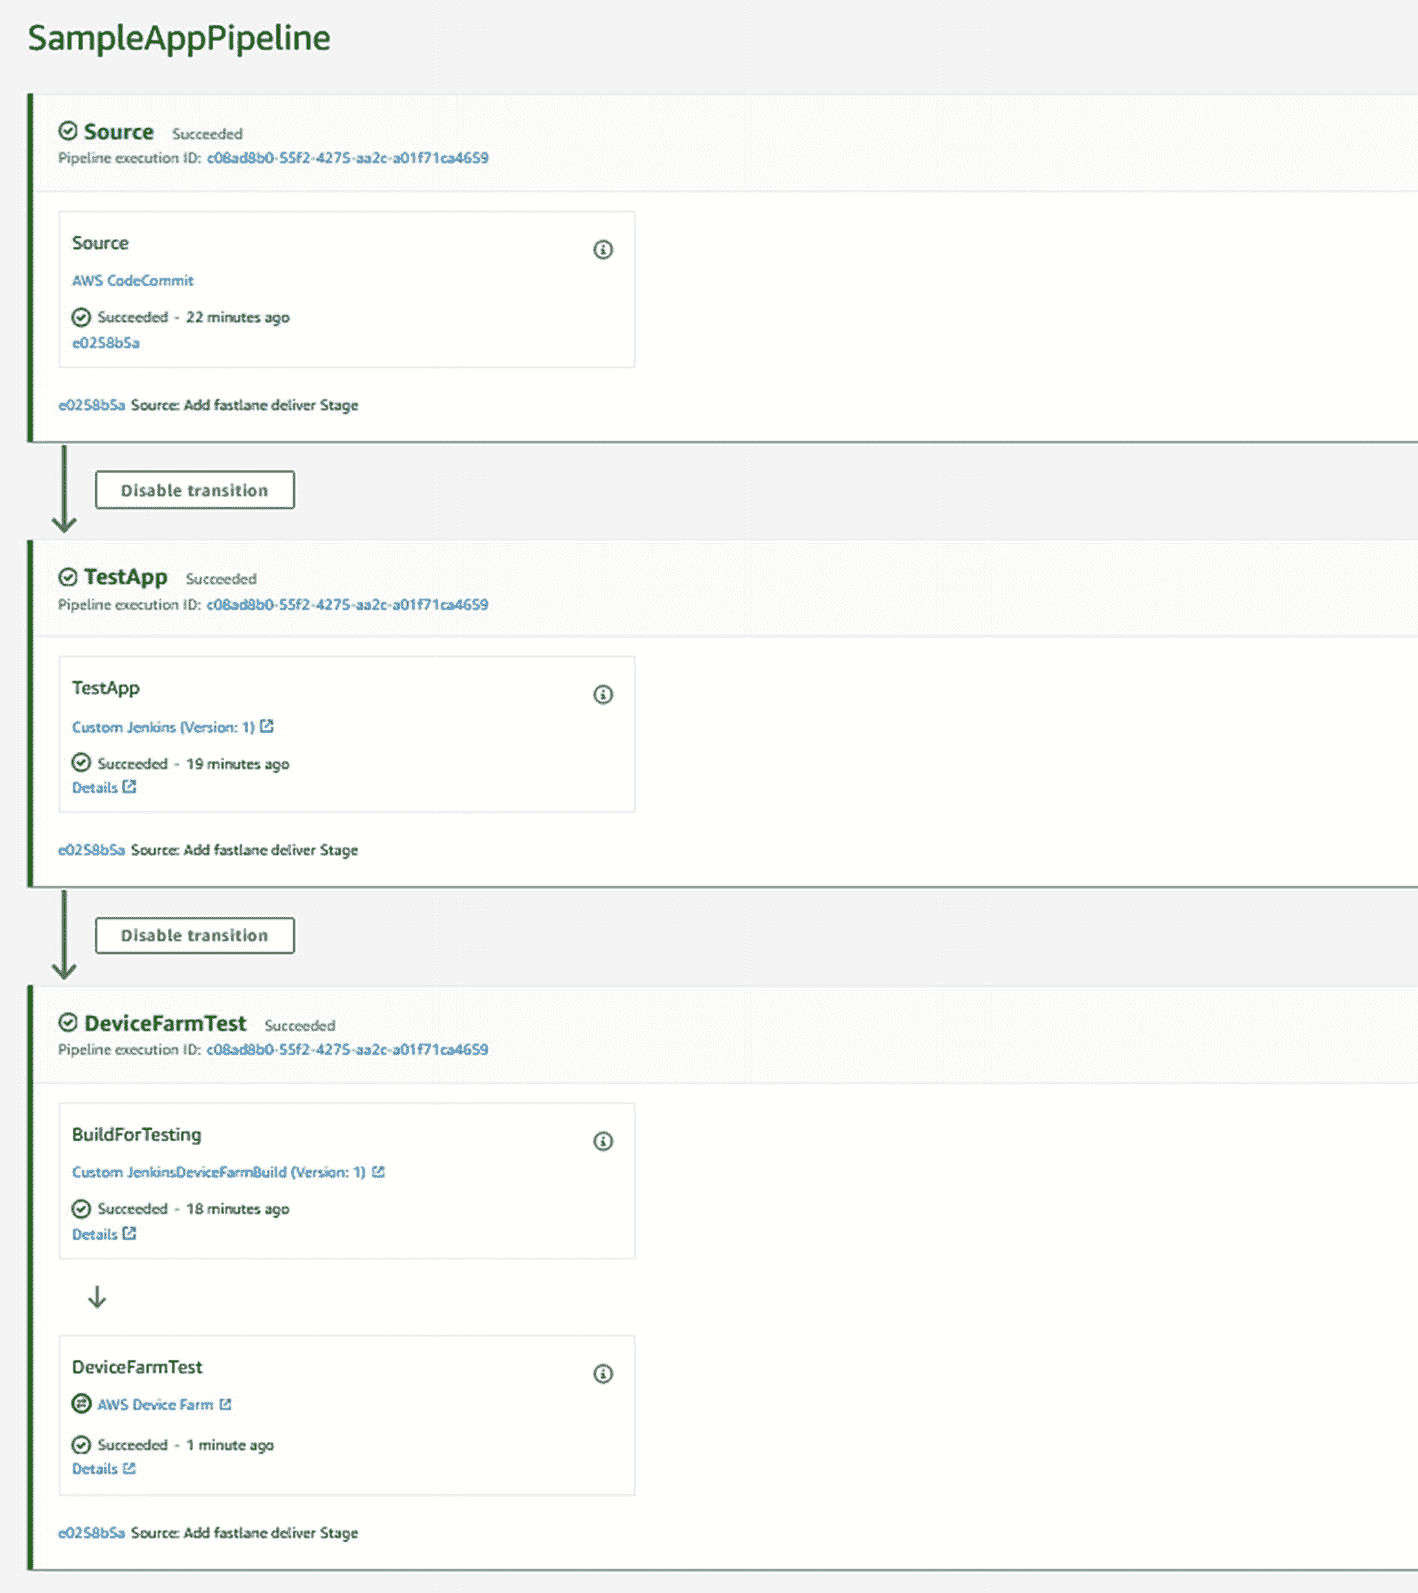 SampleAppPipeline
Source Succeeded
Pipeline execution ID: c08ad8b0-55f2-4275-aa2c-a01f71ca4659
Source
AWS CodeCommit
Succeeded - 22 minutes ago
e0258b5a
e0258b5a Source: Add fastlane deliver Stage
Disable transition
TestApp Succeeded
Pipeline execution ID: c08ad8b0-55f2-4275-aa2c-a01f71ca4659
TestApp
Custom Jenkins (Version: 1)
Succeeded - 19 minutes ago
Details
e0258b5a Source: Add fastlane deliver Stage
Disable transition
DeviceFarmTest Succeeded
Pipeline execution ID: c08ad8b0-55f2-4275-aa2c-a01f71ca4659
BuildForTesting
Custom JenkinsDeviceFarmBuild (Version: 1)
Succeeded - 18 minutes ago
Details
DeviceFarmTest
AWS Device Farm
Succeeded - 1 minute ago
Details
e0258b5a Source: Add fastlane deliver Stage